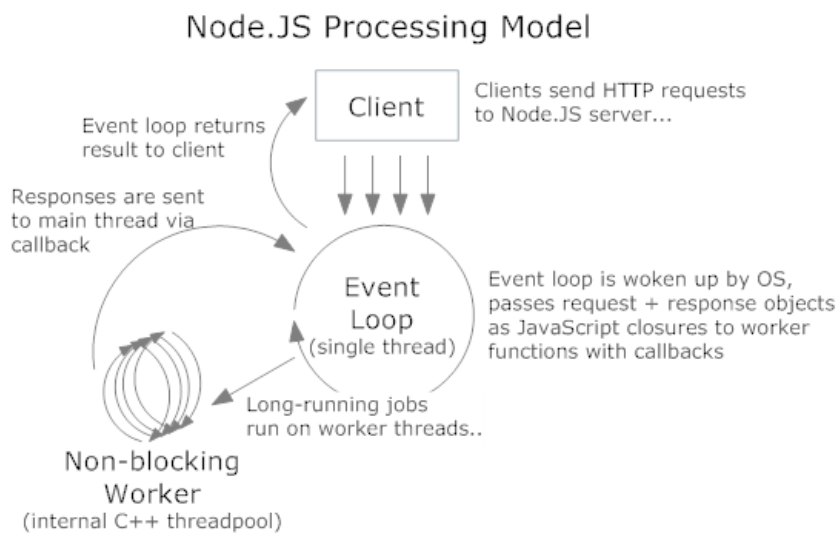 Node.JS Processing Model
Client
Clients send HTTP requests
to Node.JS server...
Event loop returns
result to client
Responses are sent
to main thread via
callback
Event
Loop
(single thread)
Event loop is woken up by OS,
passes request + response objects
as JavaScript closures to worker
functions with callbacks
Long-running jobs
run on worker threads..
Non-blocking
Worker
(internal C++ threadpool)